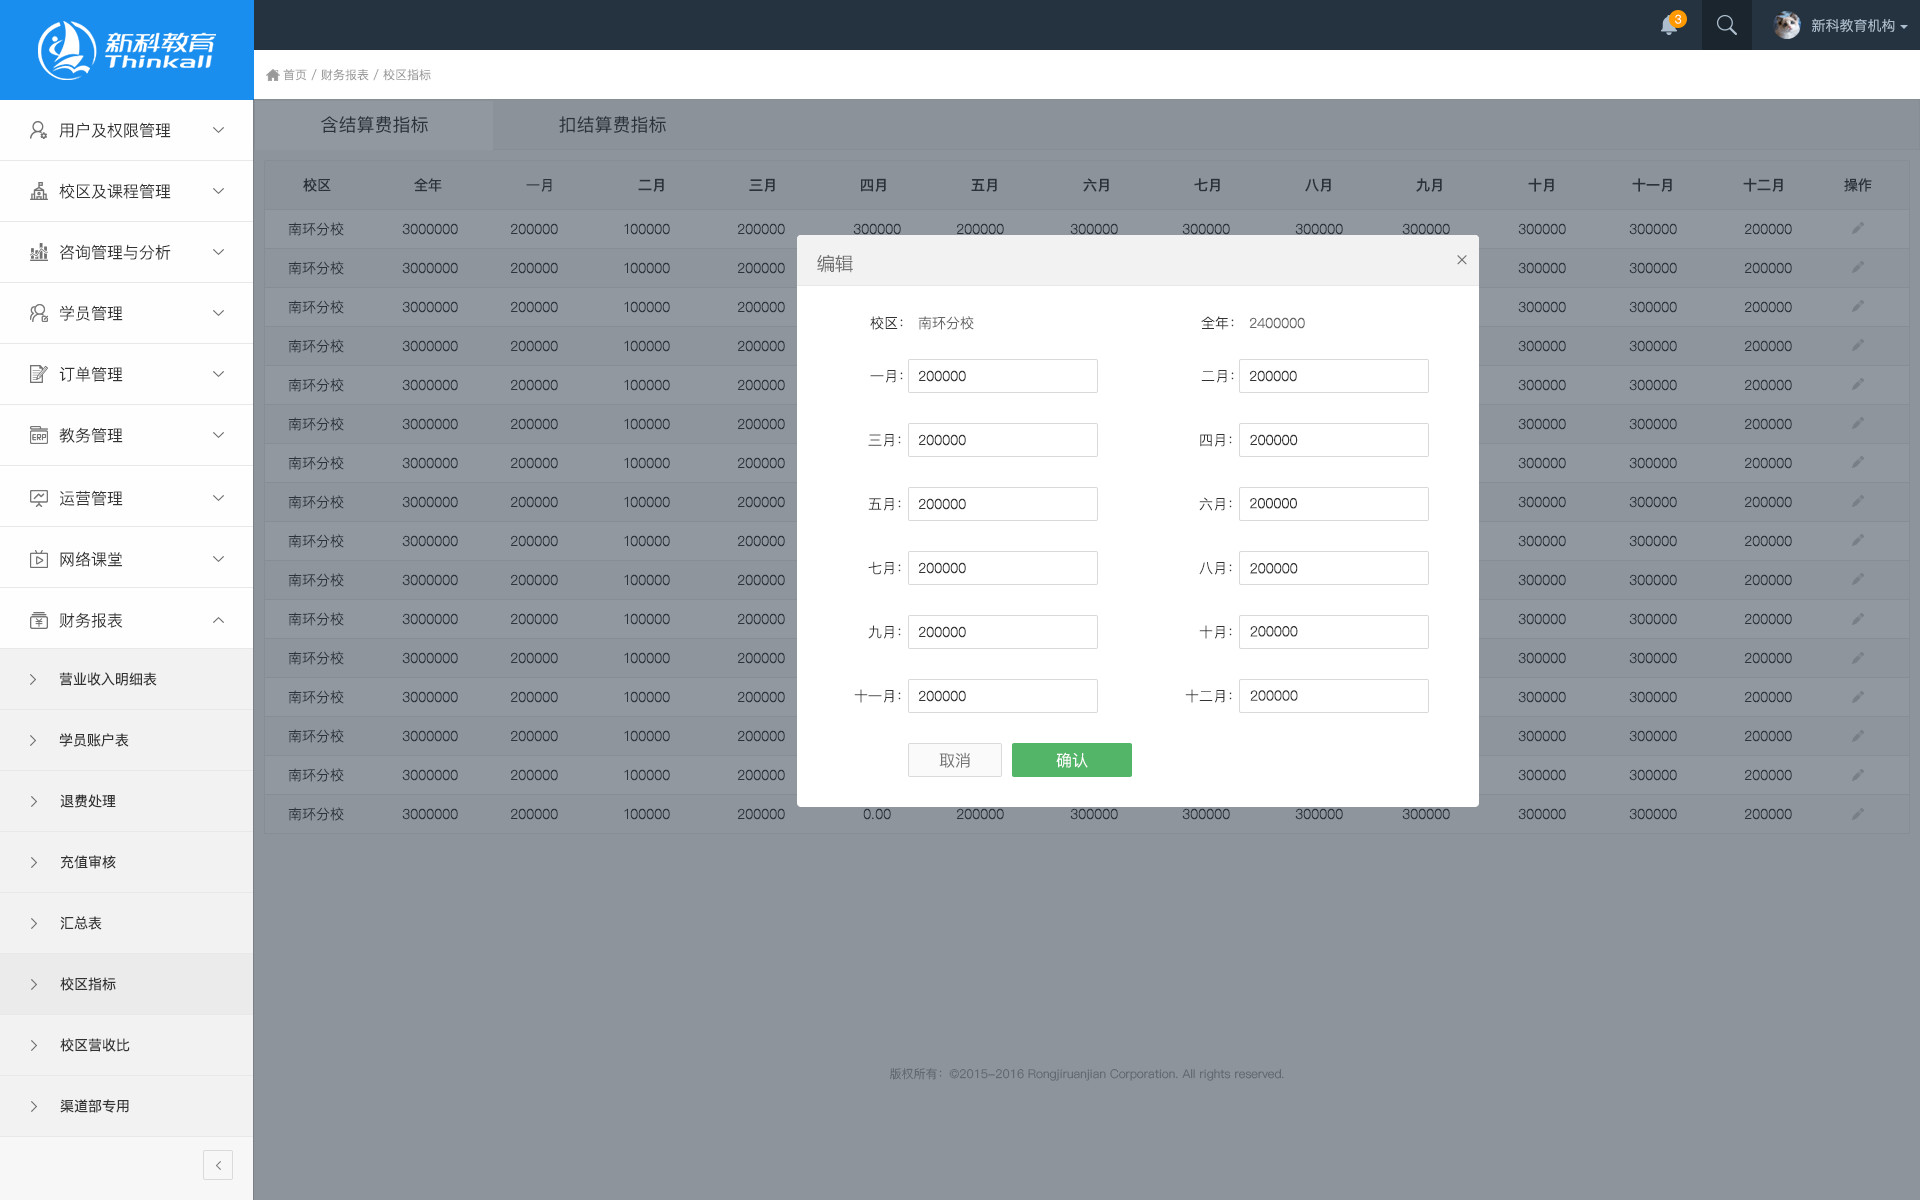 新科教育
Thinkall
3
新科教育机构
首页 / 财务报表 / 校区指标
用户及权限管理
校区及课程管理
咨询管理与分析
学员管理
订单管理
ERP 教务管理
运营管理
网络课堂
财务报表
营业收入明细表
学员账户表
退费处理
充值审核
汇总表
校区指标
校区营收比
渠道部专用
含结算费指标 扣结算费指标
校区 全年 一月 二月 三月 四月 五月 六月 七月 八月 九月 十月 十一月 十二月 操作
南环分校 3000000 200000 100000 200000 300000 200000 300000 300000 300000 300000 300000 300000 200000
南环分校 3000000 200000 100000 200000 300000 300000 200000
南环分校 3000000 200000 100000 200000 300000 300000 200000
南环分校 3000000 200000 100000 200000 300000 300000 200000
南环分校 3000000 200000 100000 200000 300000 300000 200000
南环分校 3000000 200000 100000 200000 300000 300000 200000
南环分校 3000000 200000 100000 200000 300000 300000 200000
南环分校 3000000 200000 100000 200000 300000 300000 200000
南环分校 3000000 200000 100000 200000 300000 300000 200000
南环分校 3000000 200000 100000 200000 300000 300000 200000
南环分校 3000000 200000 100000 200000 300000 300000 200000
南环分校 3000000 200000 100000 200000 300000 300000 200000
南环分校 3000000 200000 100000 200000 300000 300000 200000
南环分校 3000000 200000 100000 200000 300000 300000 200000
南环分校 3000000 200000 100000 200000 300000 300000 200000
南环分校 3000000 200000 100000 200000 0.00 200000 300000 300000 300000 300000 300000 300000 200000
编辑
校区： 南环分校 全年： 2400000
一月： 200000 二月： 200000
三月： 200000 四月： 200000
五月： 200000 六月： 200000
七月： 200000 八月： 200000
九月： 200000 十月： 200000
十一月： 200000 十二月： 200000
取消 确认
版权所有：©2015-2016 Rongjiruanjian Corporation. All rights reserved.